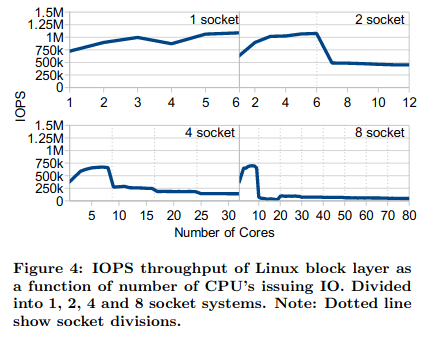 1 socket
2 socket
1.5M
1.25M
1M
750k
500k
250k
0
1 2 3 4 5 6 2 4 6 8 10 12
IOPS
4 socket
8 socket
1.5M
1.25M
1M
750k
500k
250k
0
5 10 15 20 25 30 10 20 30 40 50 60 70 80
Number of Cores
Figure 4: IOPS throughput of Linux block layer as
a function of number of CPU's issuing IO. Divided
into 1, 2, 4 and 8 socket systems. Note: Dotted line
show socket divisions.